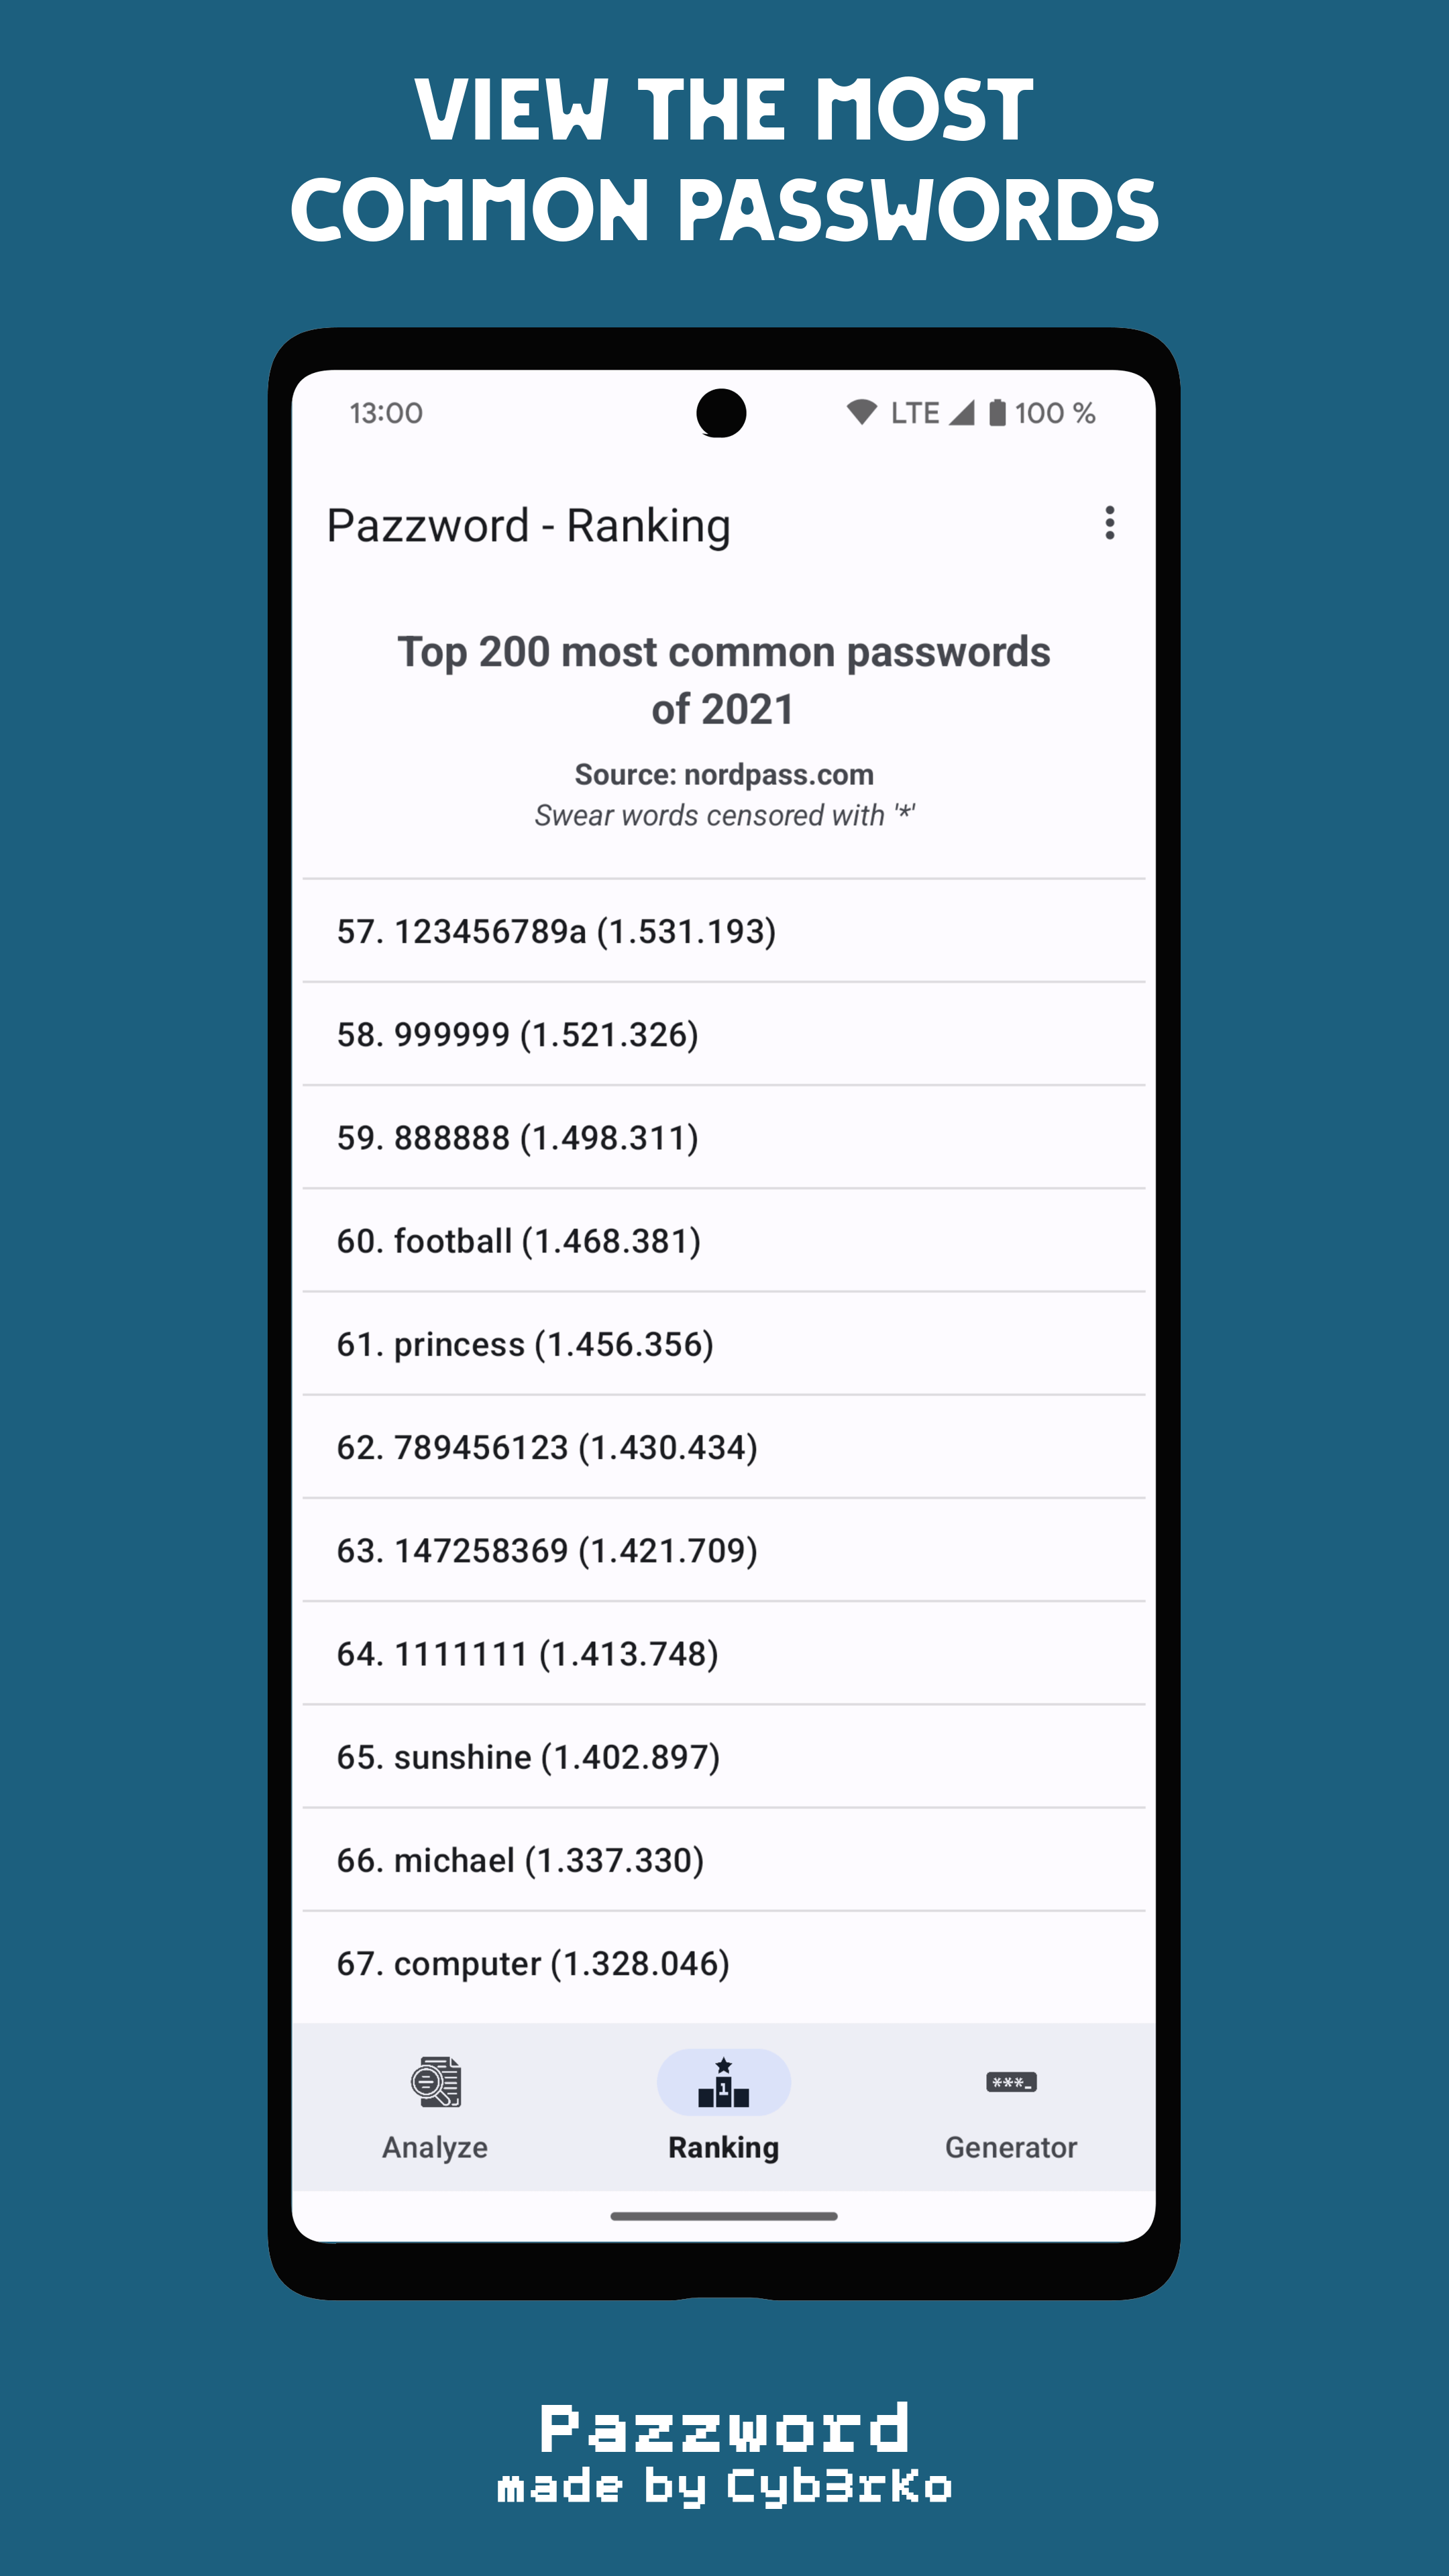 VIEW THE MOST
COMMON PASSWORDS
13:00
LTE 100 %
Pazzword - Ranking
Top 200 most common passwords
of 2021
Source: nordpass.com
Swear words censored with '*'
57. 123456789a (1.531.193)
58. 999999 (1.521.326)
59. 888888 (1.498.311)
60. football (1.468.381)
61. princess (1.456.356)
62. 789456123 (1.430.434)
63. 147258369 (1.421.709)
64. 1111111 (1.413.748)
65. sunshine (1.402.897)
66. michael (1.337.330)
67. computer (1.328.046)
1
***_
Analyze
Ranking
Generator
Pazzword
made by Cyb3rKo